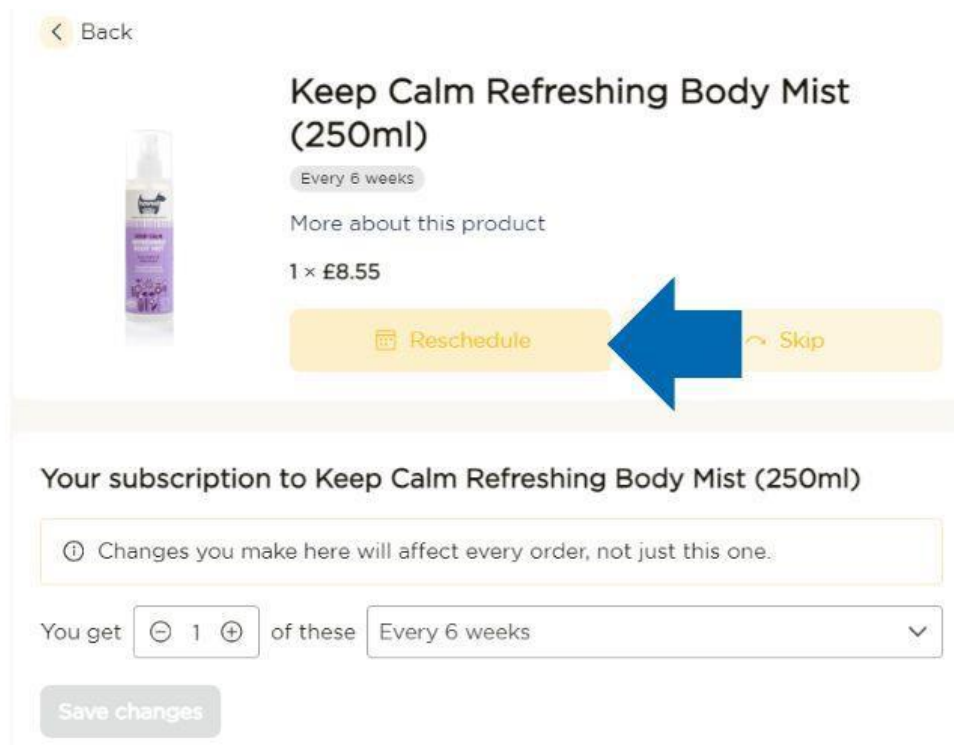 Back
Keep Calm Refreshing Body Mist
(250ml)
Every 6 weeks
More about this product
1 × £8.55
Reschedule
Skip
Your subscription to Keep Calm Refreshing Body Mist (250ml)
Changes you make here will affect every order, not just this one.
You get 1 of these Every 6 weeks
Save changes